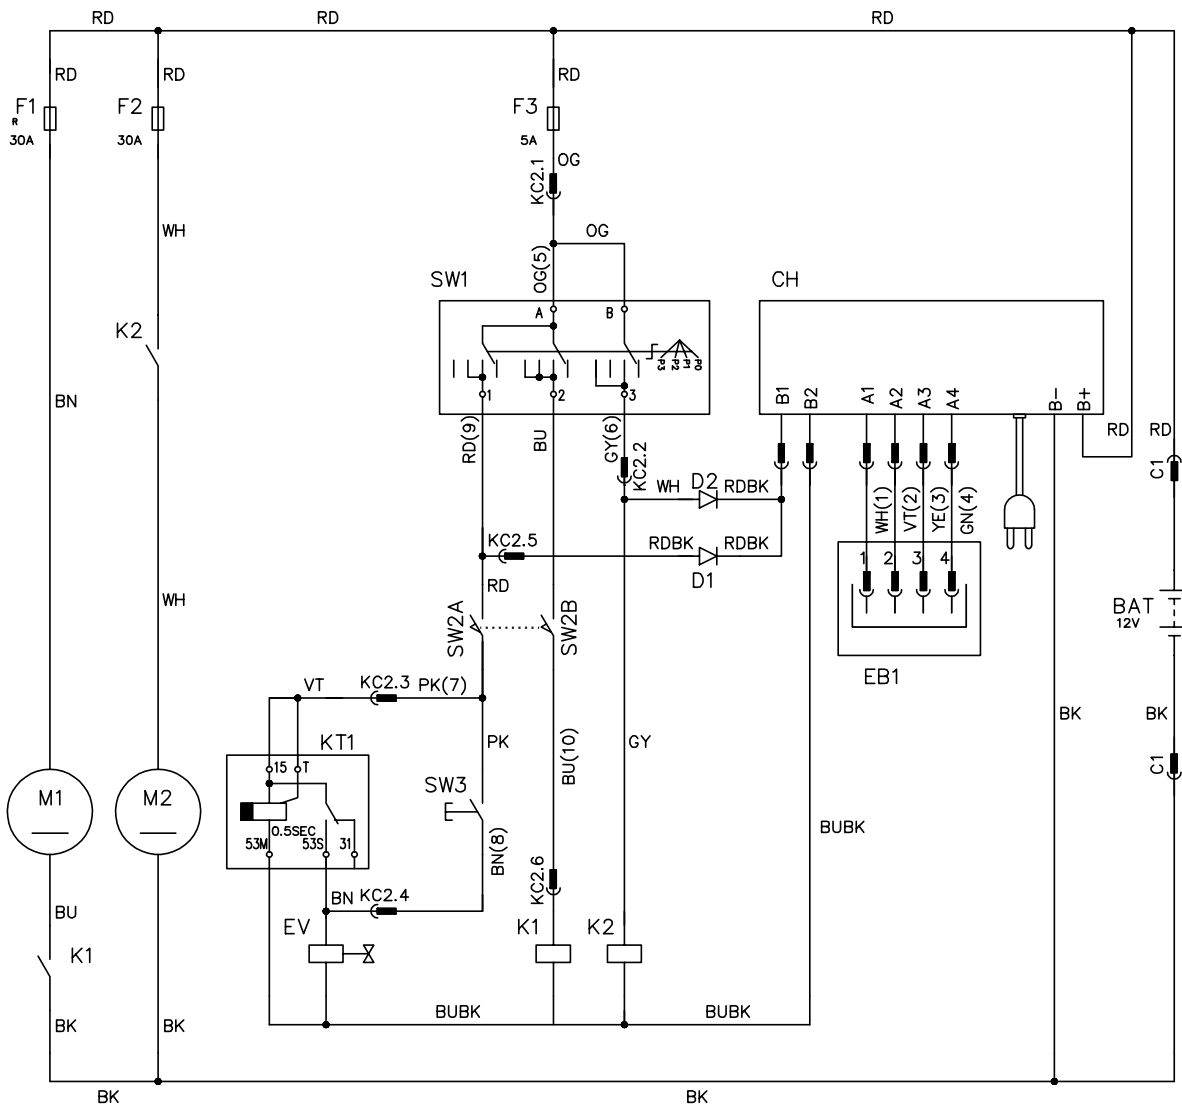 RD RD RD
RD RD RD
F1 F2 F3
R
30A 30A 5A
OG
KC2.1
WH OG
OG(5)
SW1 CH
A B
K2
P3 P2 P1 P0
1 2 3
B1 B2 A1 A2 A3 A4 B- B+
BN
RD(9) BU GY(6) KC2.2 RD RD
C1
WH D2 RDBK
WH(1) VT(2) YE(3) GN(4)
KC2.5 RDBK RDBK
D1
1 2 3 4
RD
WH
SW2A SW2B
BAT
12V
EB1
VT KC2.3 PK(7)
BK BK
KT1 PK BU(10) GY
15 T
C1
M1 M2 SW3
0.5SEC
BUBK
53M 53S 31
BN(8)
KC2.6
BN KC2.4
BU
EV K1 K2
K1
BUBK BUBK
BK BK
BK BK